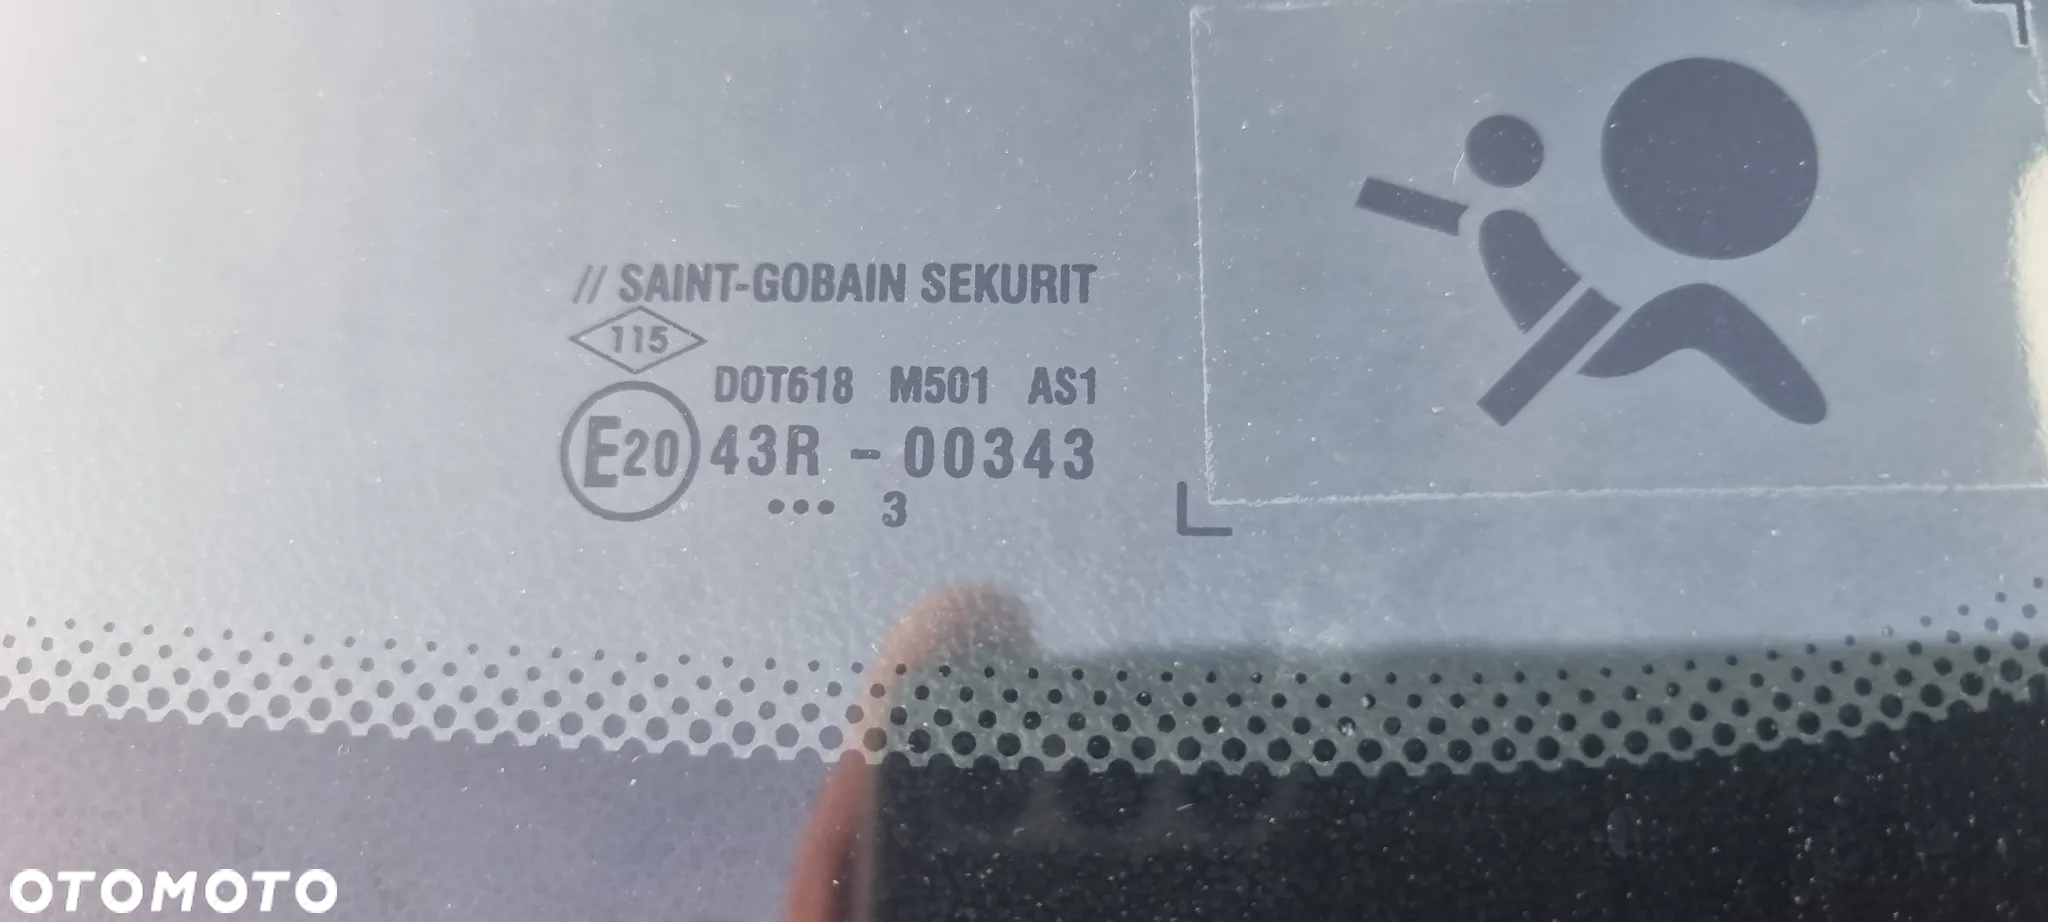 // SAINT-GOBAIN SEKURIT
115
DOT618 M501 AS1
E20 43R - 00343
••• 3
OTOMOTO